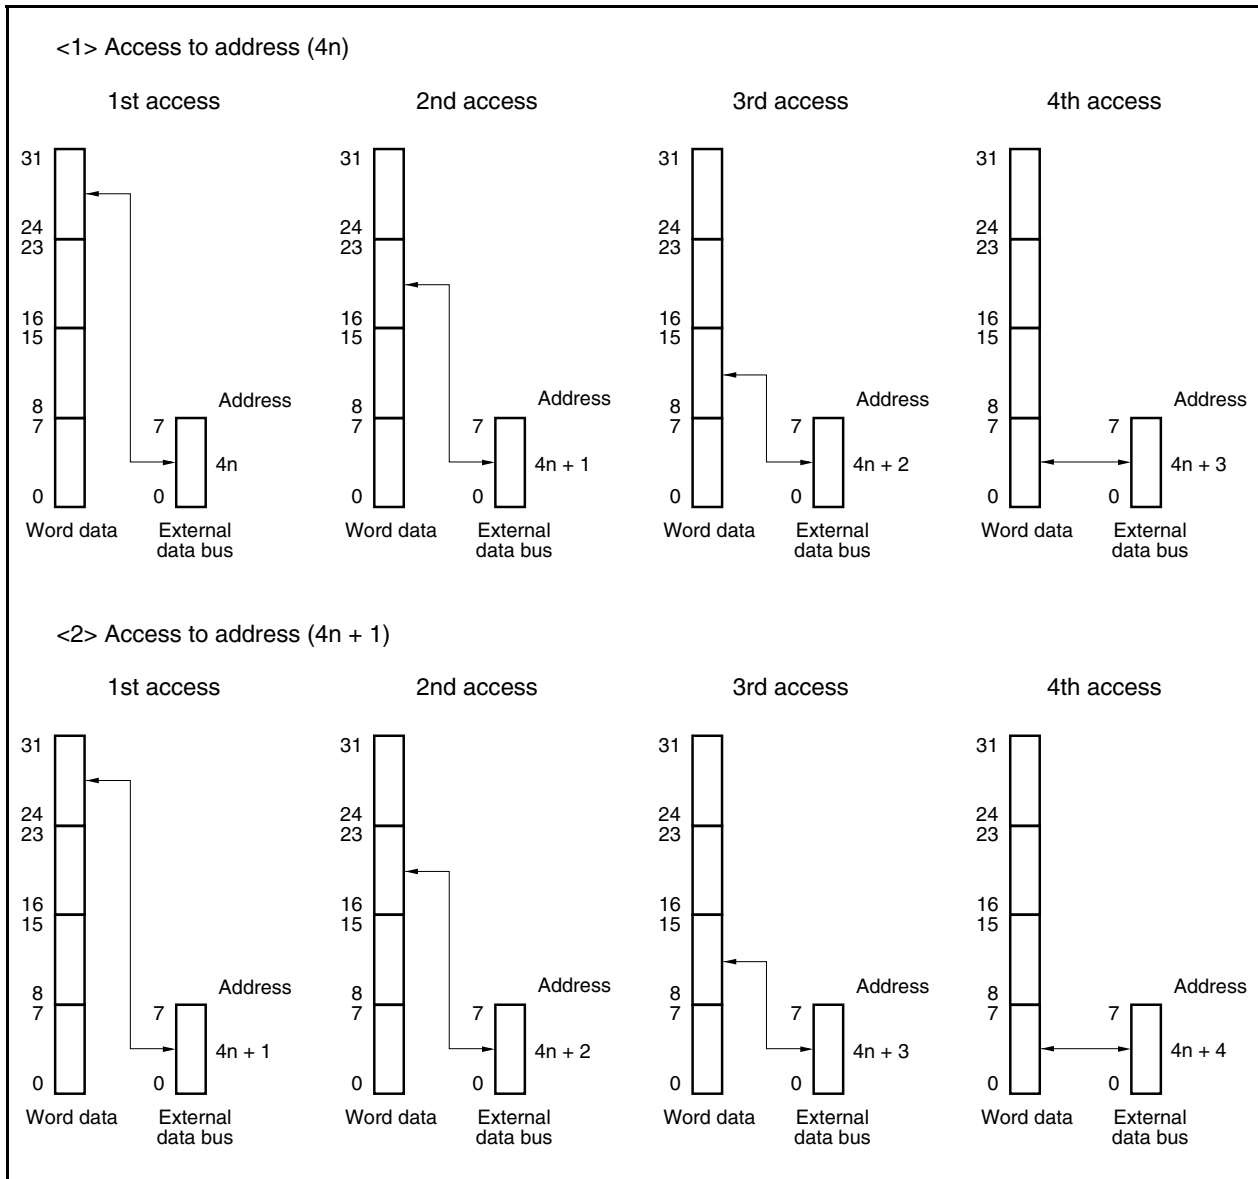 <1> Access to address (4n)
1st access 2nd access 3rd access 4th access
31 31 31 31
24 24 24 24
23 23 23 23
16 16 16 16
15 15 15 15
Address Address Address Address
8 8 8 8
7 7 7 7 7 7 7 7
4n 4n + 1 4n + 2 4n + 3
0 0 0 0 0 0 0 0
Word data External Word data External Word data External Word data External
data bus data bus data bus data bus
<2> Access to address (4n + 1)
1st access 2nd access 3rd access 4th access
31 31 31 31
24 24 24 24
23 23 23 23
16 16 16 16
15 15 15 15
Address Address Address Address
8 8 8 8
7 7 7 7 7 7 7 7
4n + 1 4n + 2 4n + 3 4n + 4
0 0 0 0 0 0 0 0
Word data External Word data External Word data External Word data External
data bus data bus data bus data bus